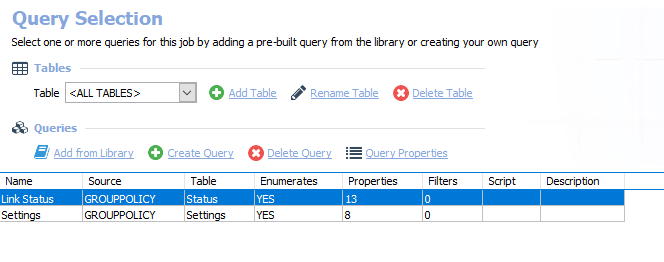 Query Selection
Select one or more queries for this job by adding a pre-built query from the library or creating your own query
Tables
Table <ALL TABLES> Add Table Rename Table Delete Table
Queries
Add from Library Create Query Delete Query Query Properties
Name Source Table Enumerates Properties Filters Script Description
Link Status GROUPPOLICY Status YES 13 0
Settings GROUPPOLICY Settings YES 8 0